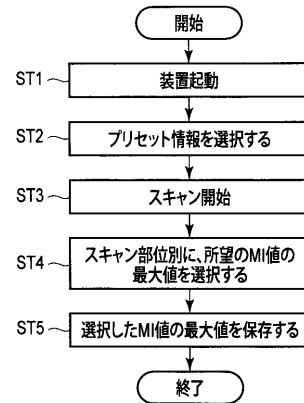 開始
ST1
装置起動
ST2
プリセット情報を選択する
ST3
スキャン開始
ST4
スキャン部位別に、所望のMI値の
最大値を選択する
ST5
選択したMI値の最大値を保存する
終了